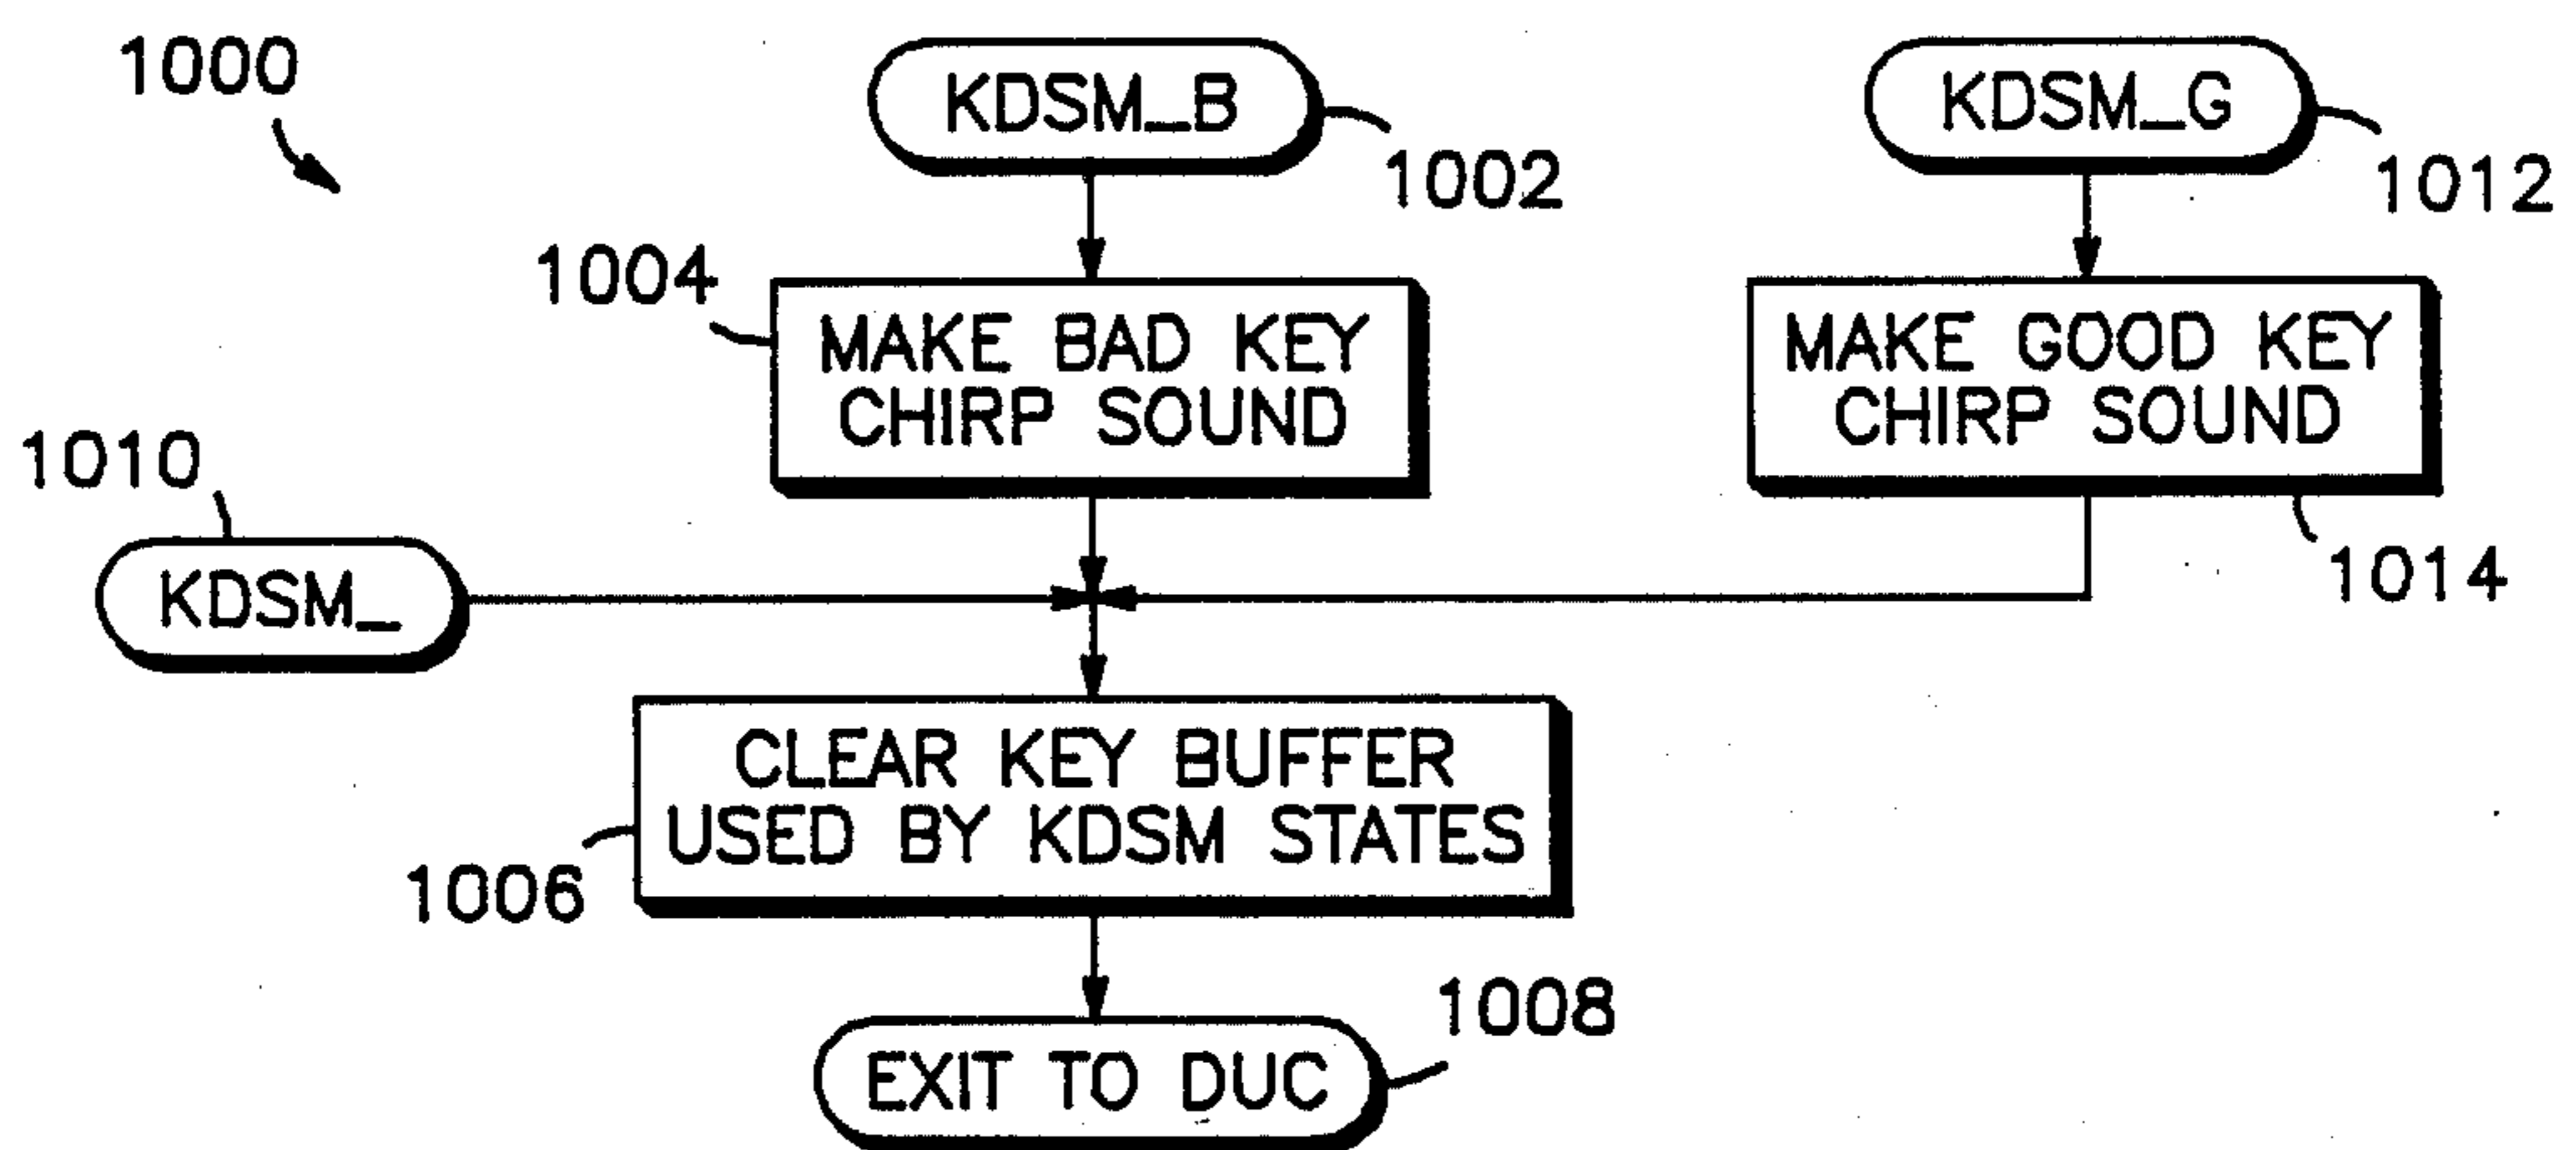 1000
KDSM_B
1002
KDSM_G
1012
1004
MAKE BAD KEY
CHIRP SOUND
MAKE GOOD KEY
CHIRP SOUND
1014
1010
KDSM_
CLEAR KEY BUFFER
USED BY KDSM STATES
1006
EXIT TO DUC
1008